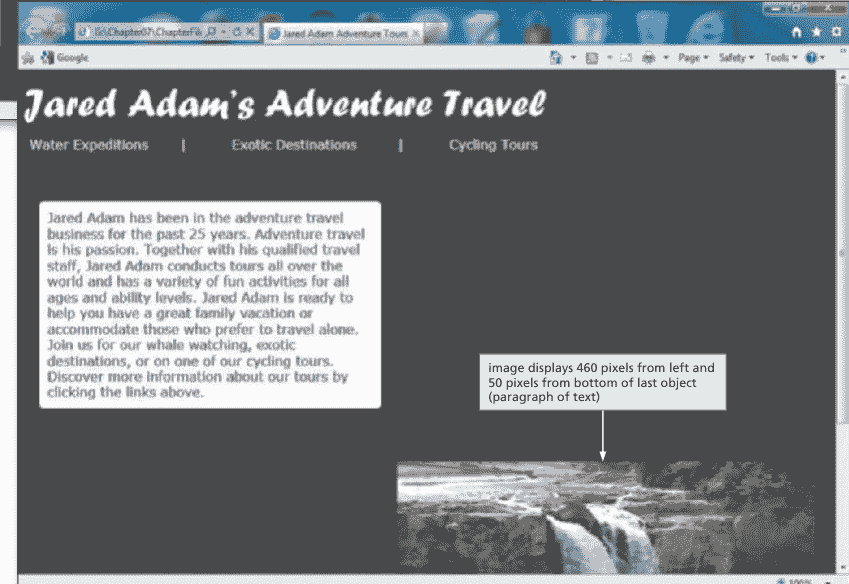 Jared Adam Adventure Tours
Google
Page
Safety
Tools
Jared Adam's Adventure Travel
Water Expeditions | Exotic Destinations | Cycling Tours
Jared Adam has been in the adventure travel
business for the past 25 years. Adventure travel
is his passion. Together with his qualified travel
staff, Jared Adam conducts tours all over the
world and has a variety of fun activities for all
ages and ability levels. Jared Adam is ready to
help you have a great family vacation or
accommodate those who prefer to travel alone.
Join us for our whale watching, exotic
destinations, or on one of our cycling tours.
Discover more information about our tours by
clicking the links above.
image displays 460 pixels from left and
50 pixels from bottom of last object
(paragraph of text)
100%